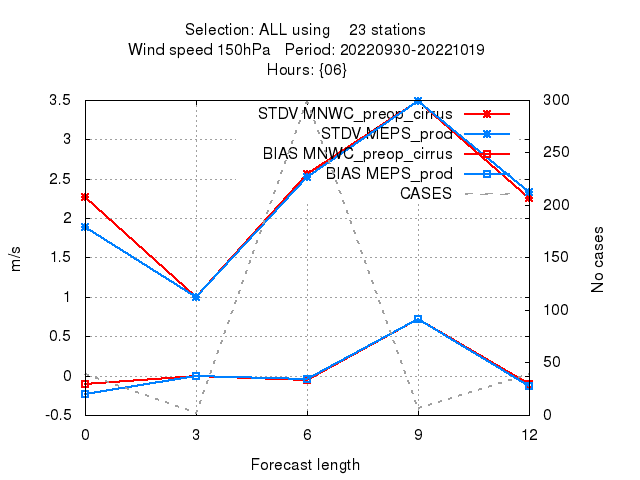 Selection: ALL using    23 stations
Wind speed 150hPa   Period: 20220930-20221019
Hours: {06}
STDV MNWC_preop_cirrus
STDV MEPS_prod
BIAS MNWC_preop_cirrus
BIAS MEPS_prod
CASES
3.5
3
2.5
2
1.5
1
0.5
0
-0.5
m/s
300
250
200
150
100
50
0
No cases
0 3 6 9 12
Forecast length